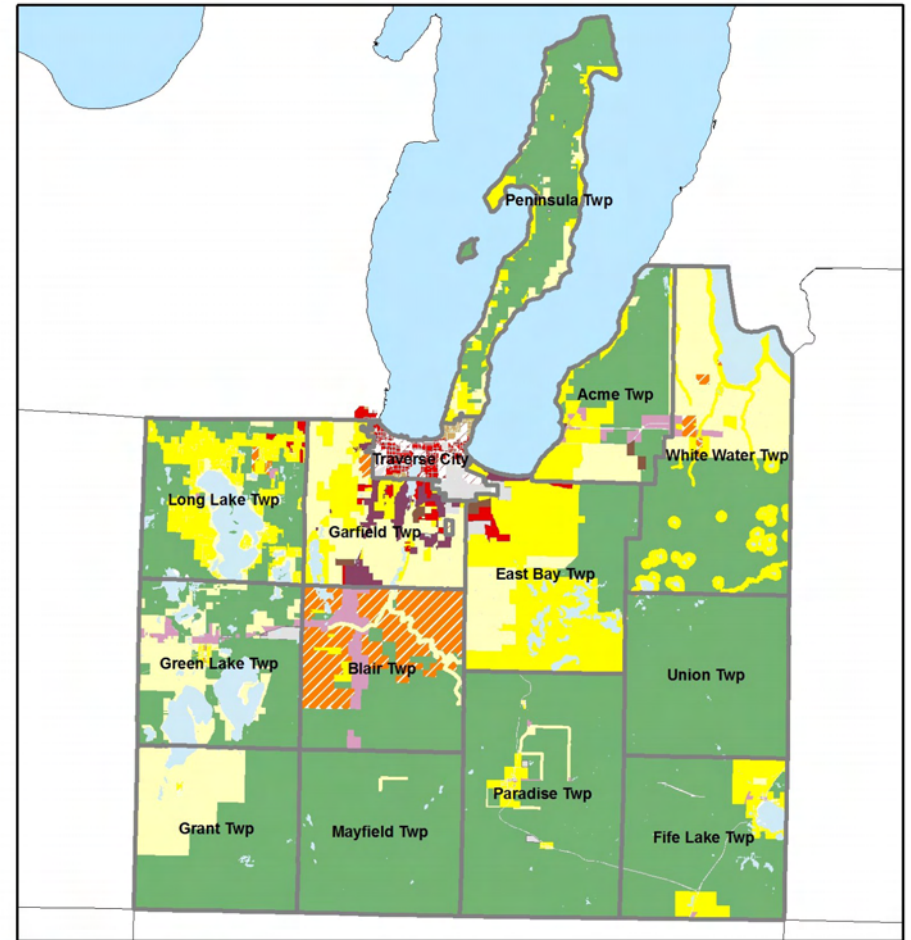 Peninsula Twp
Acme Twp
White Water Twp
Traverse City
Long Lake Twp
Garfield Twp
East Bay Twp
Green Lake Twp
Blair Twp
Union Twp
Paradise Twp
Grant Twp
Mayfield Twp
Fife Lake Twp